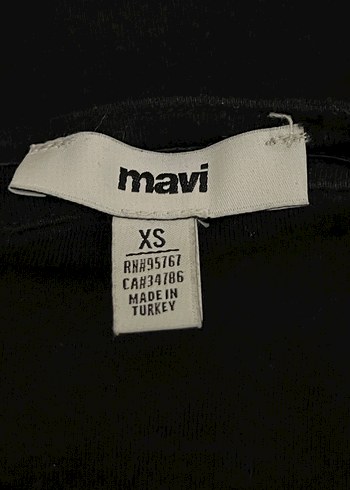 mavi
XS
RN#95767
CA#34786
MADE IN
TURKEY